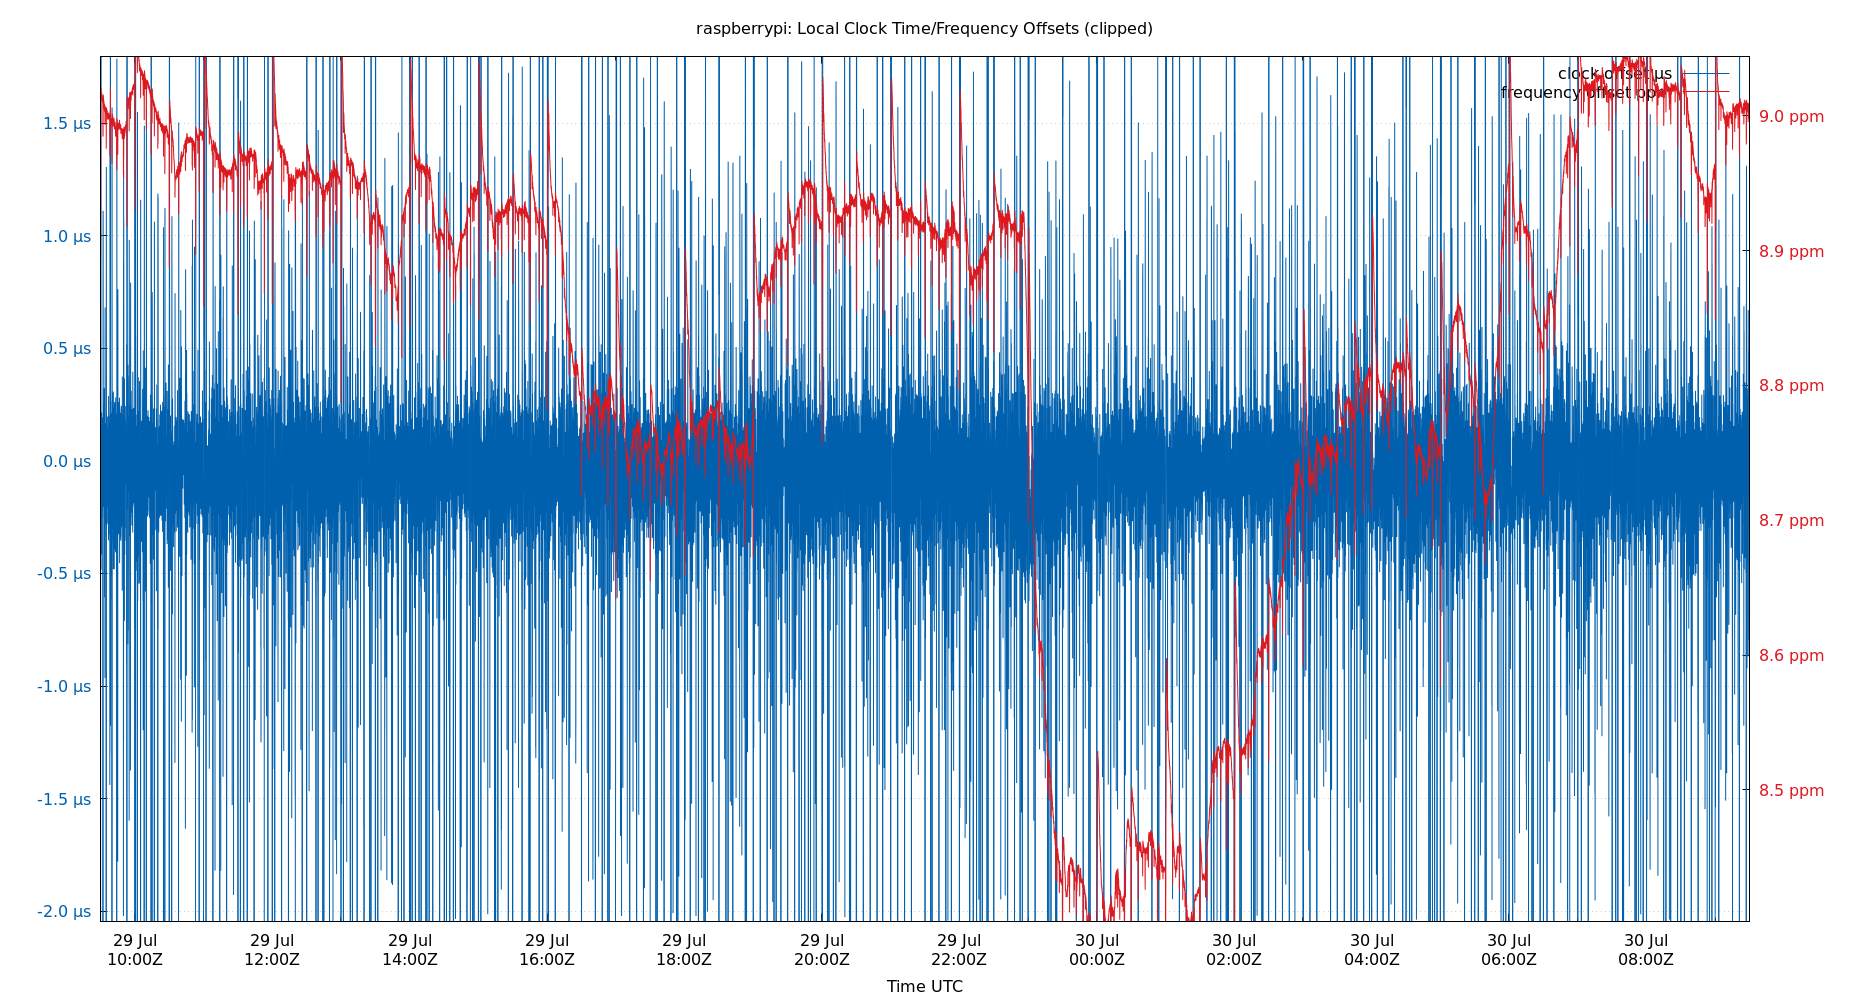 raspberrypi: Local Clock Time/Frequency Offsets (clipped)
clock offset µs
frequency offset ppm
1.5 µs
1.0 µs
0.5 µs
0.0 µs
-0.5 µs
-1.0 µs
-1.5 µs
-2.0 µs
9.0 ppm
8.9 ppm
8.8 ppm
8.7 ppm
8.6 ppm
8.5 ppm
29 Jul 29 Jul 29 Jul 29 Jul 29 Jul 29 Jul 29 Jul 30 Jul 30 Jul 30 Jul 30 Jul 30 Jul
10:00Z 12:00Z 14:00Z 16:00Z 18:00Z 20:00Z 22:00Z 00:00Z 02:00Z 04:00Z 06:00Z 08:00Z
Time UTC